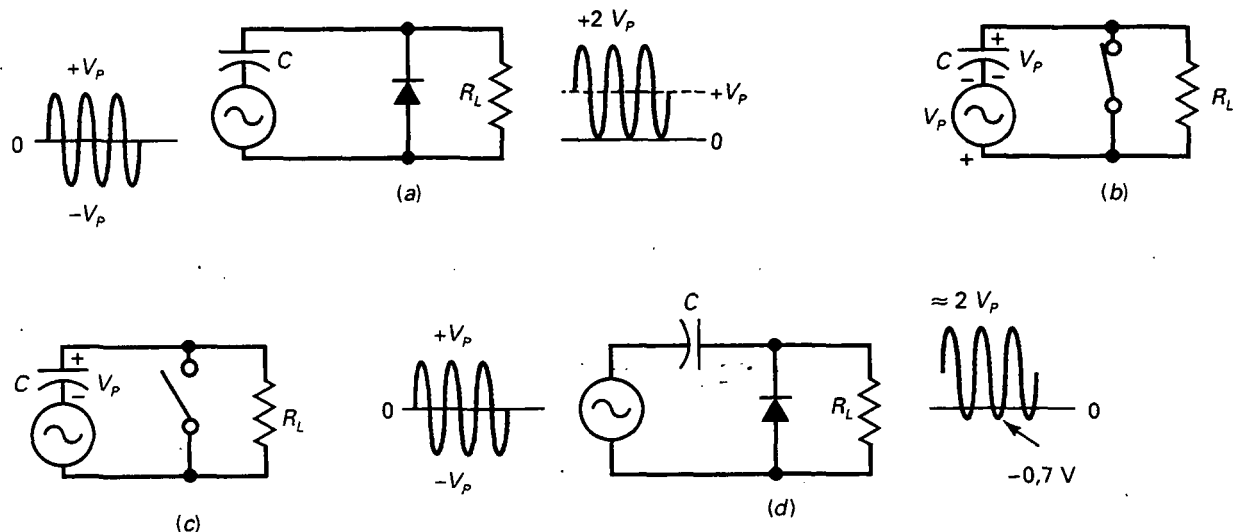 +V_P
0
−V_P
C
R_L
+2 V_P
+V_P
0
(a)
+
C V_P
− −
V_P
+
R_L
(b)
+
C V_P
−
R_L
(c)
+V_P
0
−V_P
C
R_L
(d)
≈ 2 V_P
0
−0,7 V